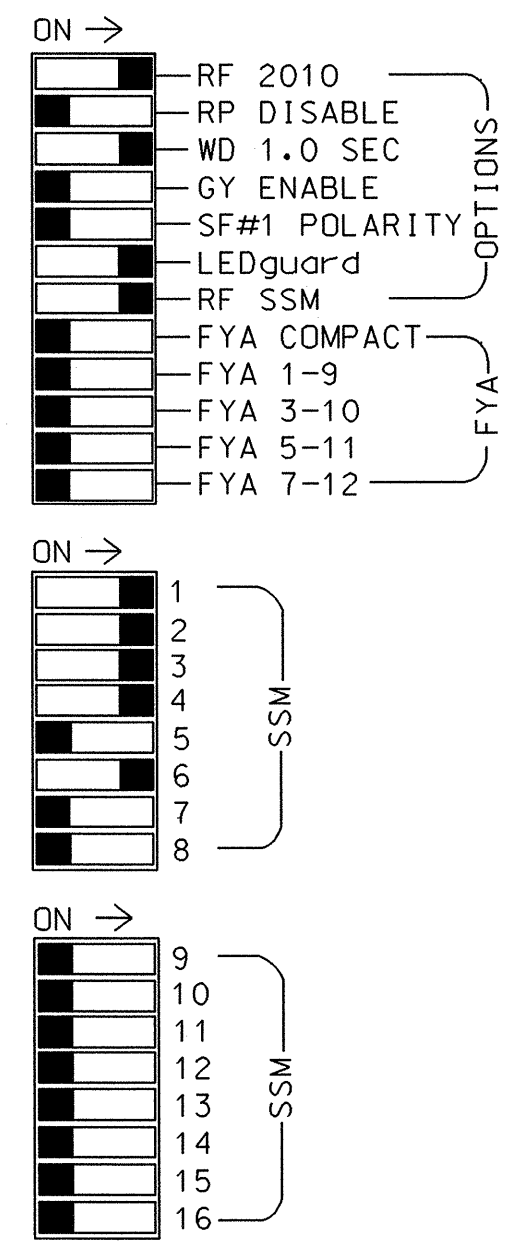 ON →
RF 2010
RP DISABLE
WD 1.0 SEC
GY ENABLE
SF#1 POLARITY
LEDguard
RF SSM
OPTIONS
FYA COMPACT
FYA 1-9
FYA 3-10
FYA 5-11
FYA 7-12
FYA
ON →
1
2
3
4
5
6
7
8
SSM
ON →
9
10
11
12
13
14
15
16
SSM